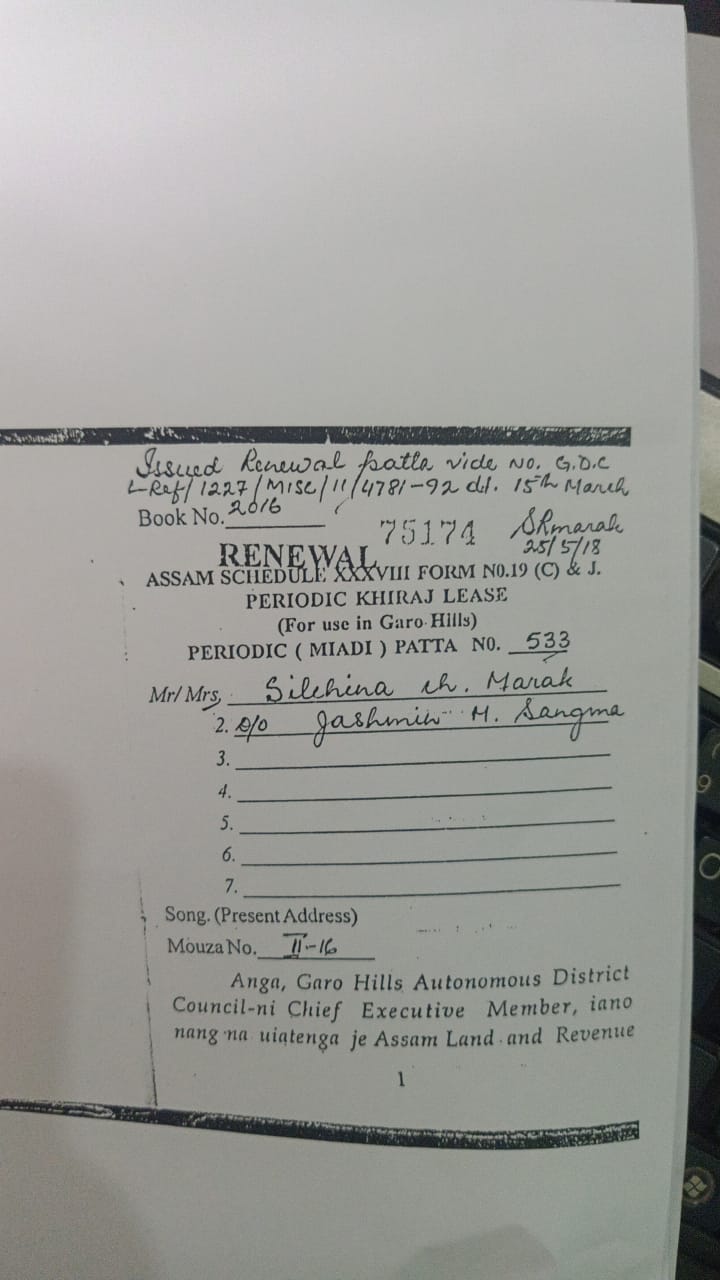 Issued Renewal patta vide No. G.D.C
L-Ref/1227/MISC/11/4781-92 dt. 15th March
Book No. 2016
75174 SRmarak
25/5/18
RENEWAL
ASSAM SCHEDULE XXXVIII FORM N0.19 (C) & J.
PERIODIC KHIRAJ LEASE
(For use in Garo Hills)
PERIODIC ( MIADI ) PATTA N0. 533
Mr/Mrs, Silchina ch. Marak
2. D/o Jashmin M. Sangma
3.
4.
5.
6.
7.
Song. (Present Address)
Mouza No. II-16
Anga, Garo Hills Autonomous District
Council-ni Chief Executive Member, iano
nang na uiatenga je Assam Land and Revenue
1
9